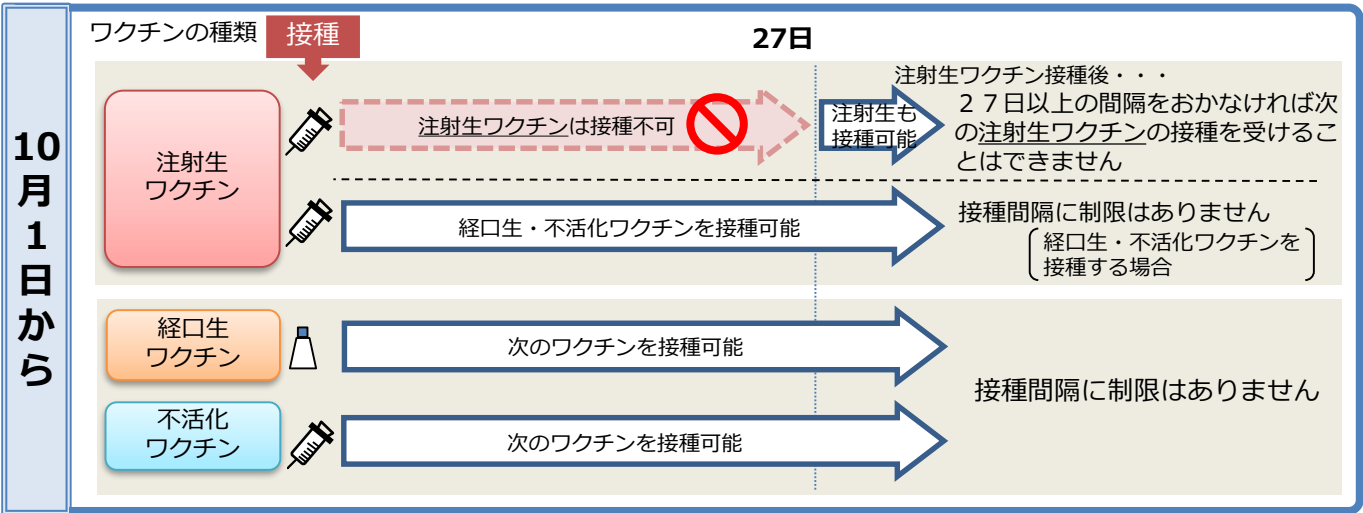 10月1日から
ワクチンの種類
接種
27日
注射生
ワクチン
注射生ワクチンは接種不可
注射生も
接種可能
注射生ワクチン接種後・・・
２７日以上の間隔をおかなければ次
の注射生ワクチンの接種を受けるこ
とはできません
経口生・不活化ワクチンを接種可能
接種間隔に制限はありません
経口生・不活化ワクチンを
接種する場合
経口生
ワクチン
次のワクチンを接種可能
不活化
ワクチン
次のワクチンを接種可能
接種間隔に制限はありません